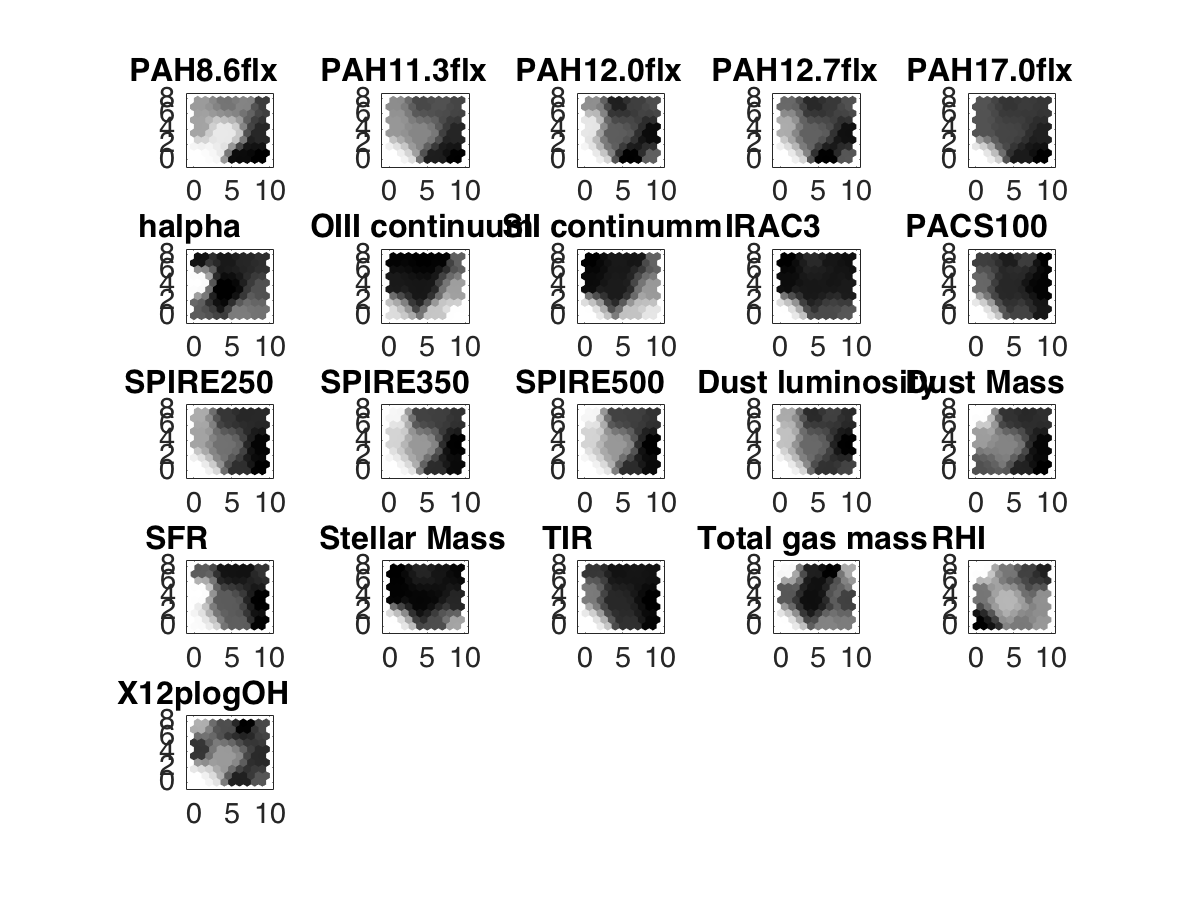 PAH8.6flx PAH11.3flx PAH12.0flx PAH12.7flx PAH17.0flx
8 8 8 8 8
6 6 6 6 6
4 4 4 4 4
2 2 2 2 2
0 0 0 0 0
0 5 10 0 5 10 0 5 10 0 5 10 0 5 10
halpha OIII continuum SII continumm IRAC3 PACS100
8 8 8 8 8
6 6 6 6 6
4 4 4 4 4
2 2 2 2 2
0 0 0 0 0
0 5 10 0 5 10 0 5 10 0 5 10 0 5 10
SPIRE250 SPIRE350 SPIRE500 Dust luminosity Dust Mass
8 8 8 8 8
6 6 6 6 6
4 4 4 4 4
2 2 2 2 2
0 0 0 0 0
0 5 10 0 5 10 0 5 10 0 5 10 0 5 10
SFR Stellar Mass TIR Total gas mass RHI
8 8 8 8 8
6 6 6 6 6
4 4 4 4 4
2 2 2 2 2
0 0 0 0 0
0 5 10 0 5 10 0 5 10 0 5 10 0 5 10
X12plogOH
8
6
4
2
0
0 5 10